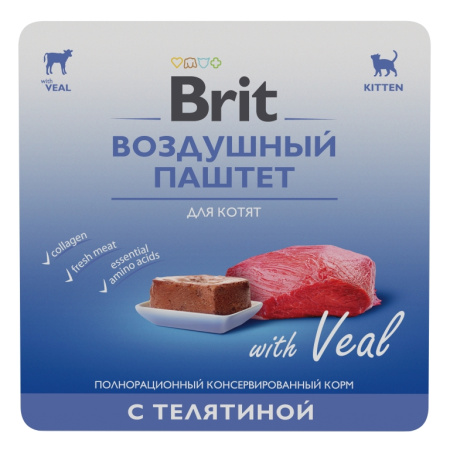 with
VEAL
KITTEN
Brit
ВОЗДУШНЫЙ
ПАШТЕТ
ДЛЯ КОТЯТ
collagen
fresh meat
essential
amino acids
with Veal
ПОЛНОРАЦИОННЫЙ КОНСЕРВИРОВАННЫЙ КОРМ
С ТЕЛЯТИНОЙ